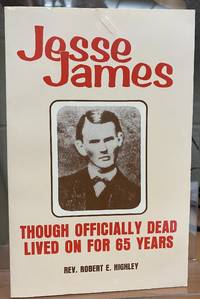 Jesse
James
THOUGH OFFICIALLY DEAD
LIVED ON FOR 65 YEARS
REV. ROBERT E. HIGHLEY